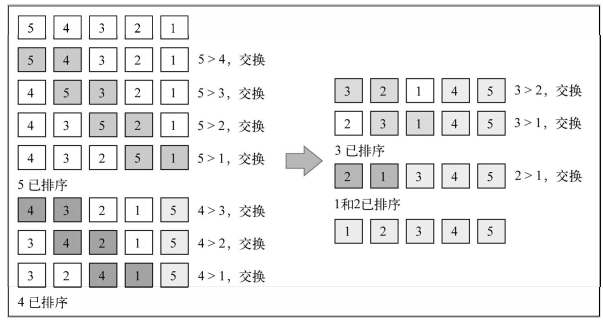 5 4 3 2 1
5 4 3 2 1 5 > 4，交换
4 5 3 2 1 5 > 3，交换
4 3 5 2 1 5 > 2，交换
4 3 2 5 1 5 > 1，交换
5 已排序
4 3 2 1 5 4 > 3，交换
3 4 2 1 5 4 > 2，交换
3 2 4 1 5 4 > 1，交换
4 已排序
3 2 1 4 5 3 > 2，交换
2 3 1 4 5 3 > 1，交换
3 已排序
2 1 3 4 5 2 > 1，交换
1和2已排序
1 2 3 4 5